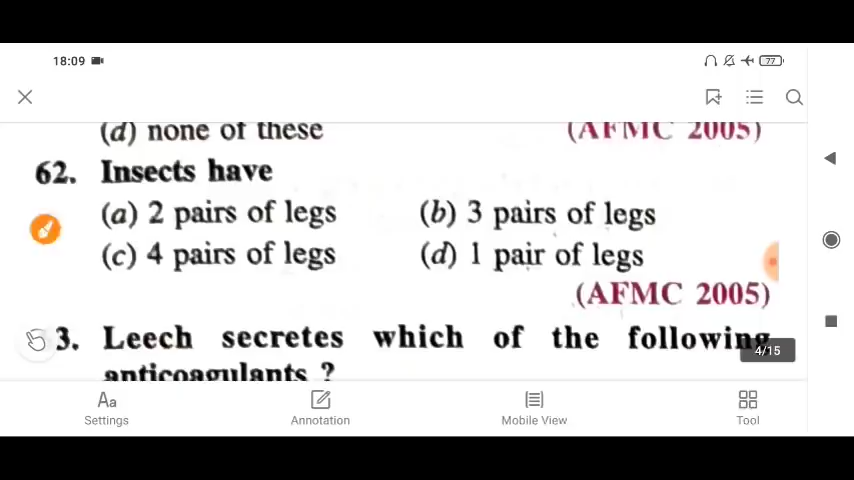 18:09
77
(d) none of these (AFMC 2005)
62. Insects have
(a) 2 pairs of legs (b) 3 pairs of legs
(c) 4 pairs of legs (d) 1 pair of legs
(AFMC 2005)
3. Leech secretes which of the following
4/15
anticoagulants ?
Aa
Settings Annotation Mobile View Tool